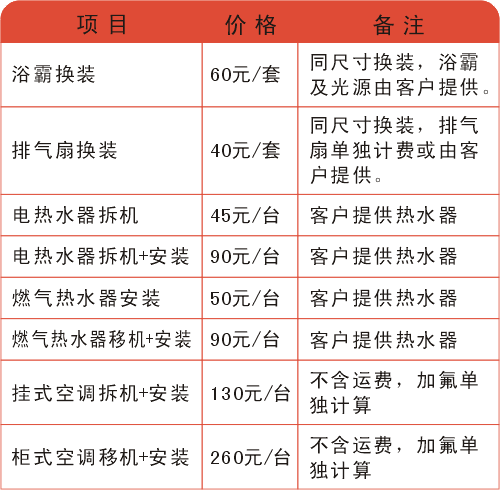 项目 价格 备注
浴霸换装 60元/套 同尺寸换装，浴霸
及光源由客户提供。
排气扇换装 40元/套 同尺寸换装，排气
扇单独计费或由客
户提供。
电热水器拆机 45元/台 客户提供热水器
电热水器拆机+安装 90元/台 客户提供热水器
燃气热水器安装 50元/台 客户提供热水器
燃气热水器移机+安装 90元/台 客户提供热水器
挂式空调拆机+安装 130元/台 不含运费，加氟单
独计算
柜式空调移机+安装 260元/台 不含运费，加氟单
独计算